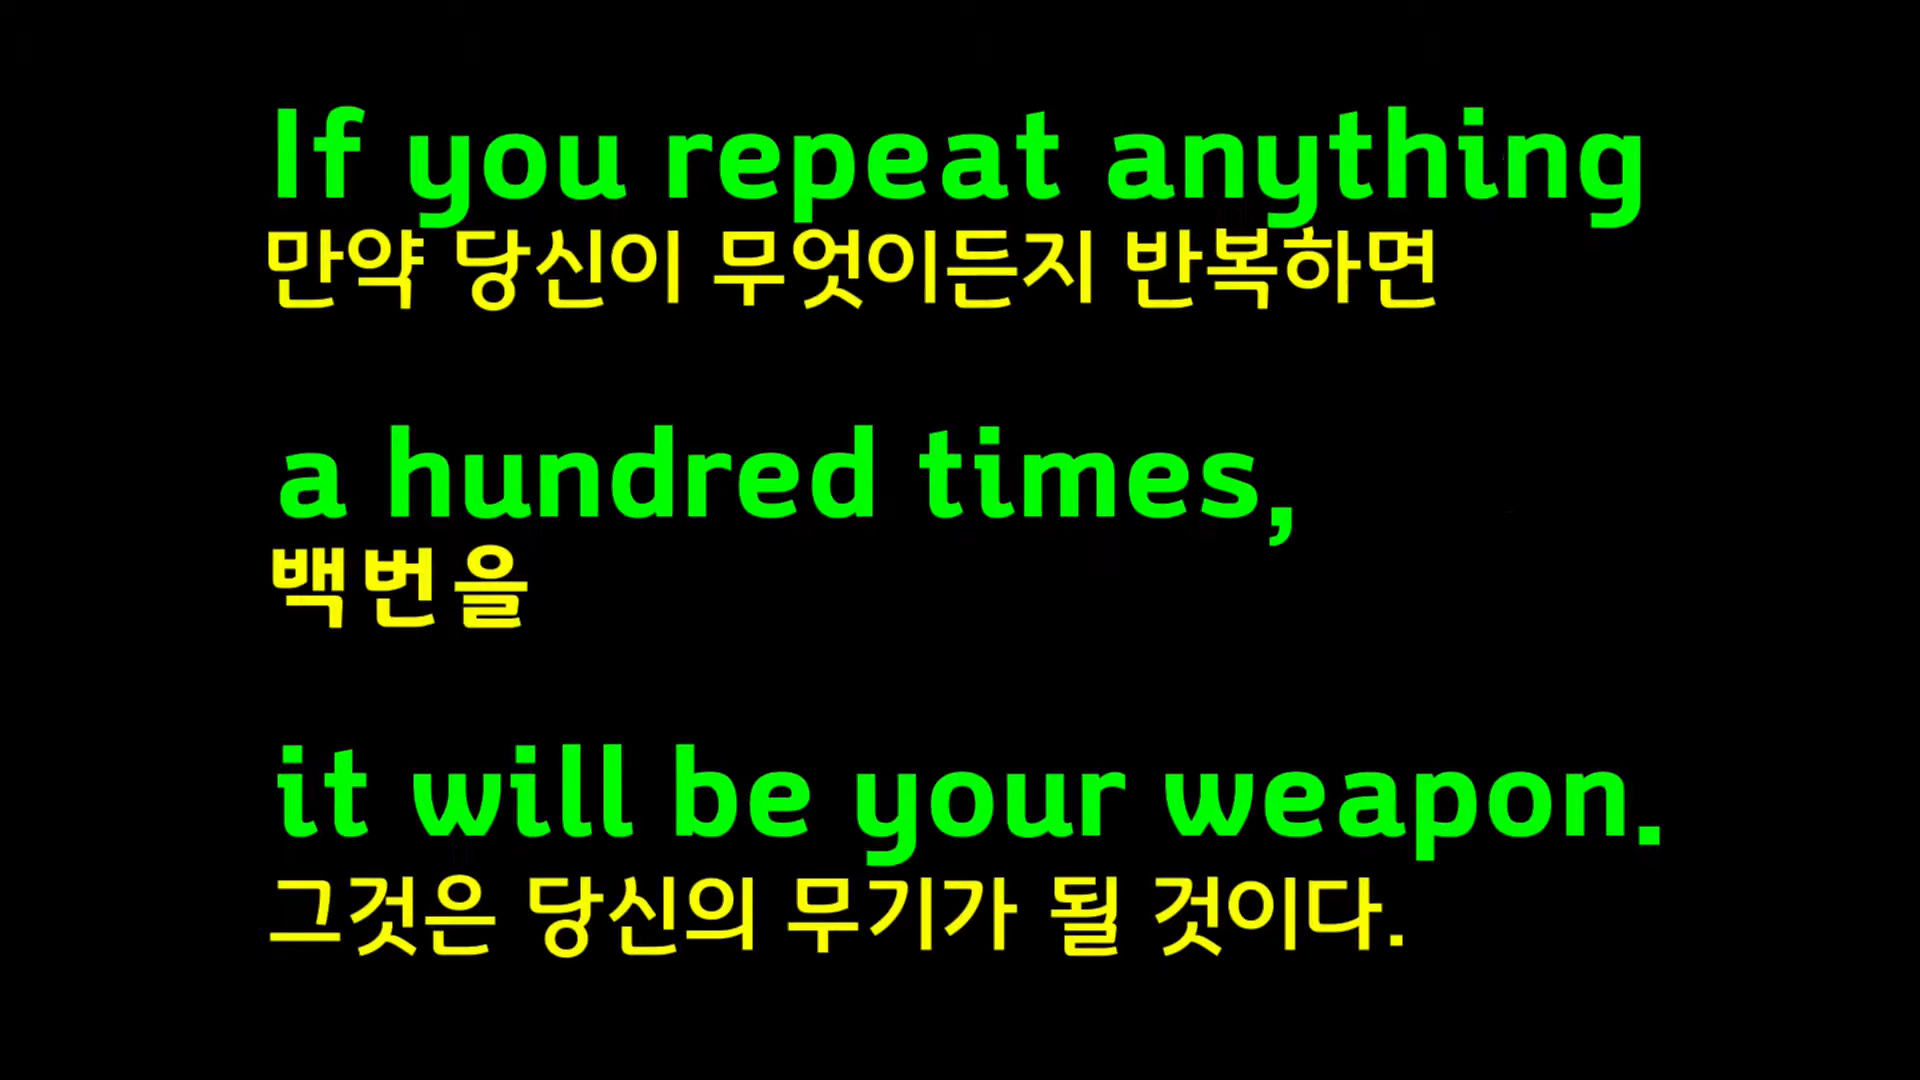 If you repeat anything
만약 당신이 무엇이든지 반복하면
a hundred times,
백번을
it will be your weapon.
그것은 당신의 무기가 될 것이다.